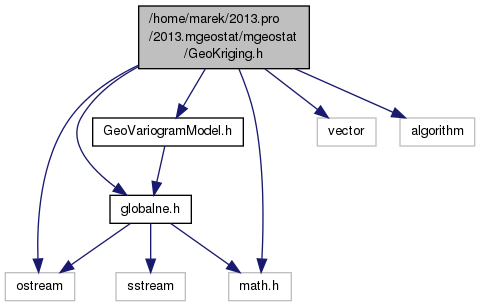 /home/marek/2013.pro
/2013.mgeostat/mgeostat
/GeoKriging.h
GeoVariogramModel.h
vector
algorithm
globalne.h
ostream
sstream
math.h